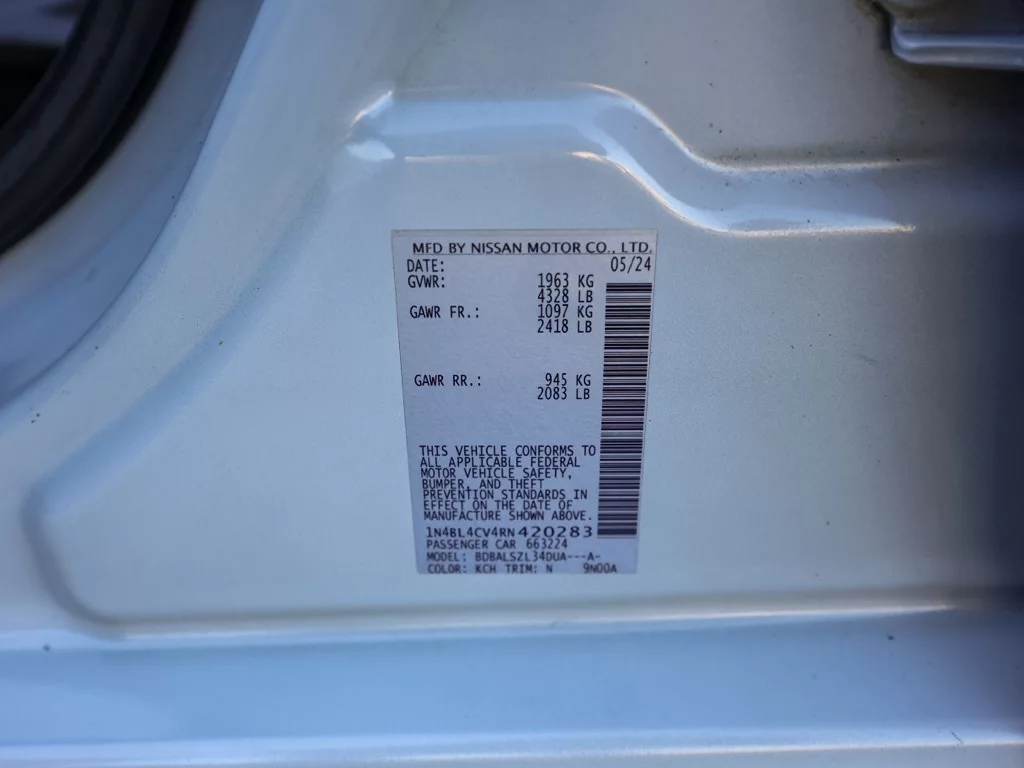 MFD BY NISSAN MOTOR CO., LTD.
DATE: 05/24
GVWR: 1963 KG
4328 LB
GAWR FR.: 1097 KG
2418 LB
GAWR RR.: 945 KG
2083 LB
THIS VEHICLE CONFORMS TO
ALL APPLICABLE FEDERAL
MOTOR VEHICLE SAFETY,
BUMPER, AND THEFT
PREVENTION STANDARDS IN
EFFECT ON THE DATE OF
MANUFACTURE SHOWN ABOVE.
1N4BL4CV4RN420283
PASSENGER CAR 663224
MODEL: BDBALSZL34DUA---A-
COLOR: KCH TRIM: N 9N00A